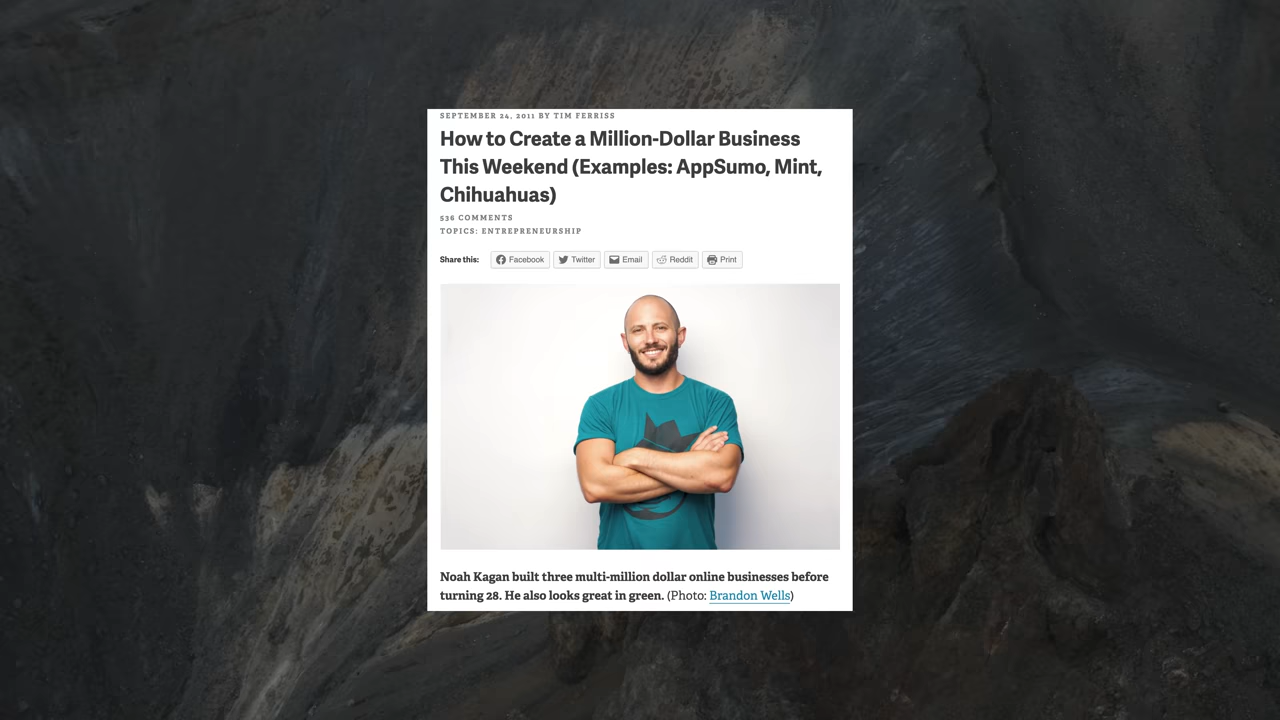 SEPTEMBER 24, 2011 BY TIM FERRISS
How to Create a Million-Dollar Business
This Weekend (Examples: AppSumo, Mint,
Chihuahuas)
536 COMMENTS
TOPICS: ENTREPRENEURSHIP
Share this: Facebook Twitter Email Reddit Print
Noah Kagan built three multi-million dollar online businesses before
turning 28. He also looks great in green. (Photo: Brandon Wells)